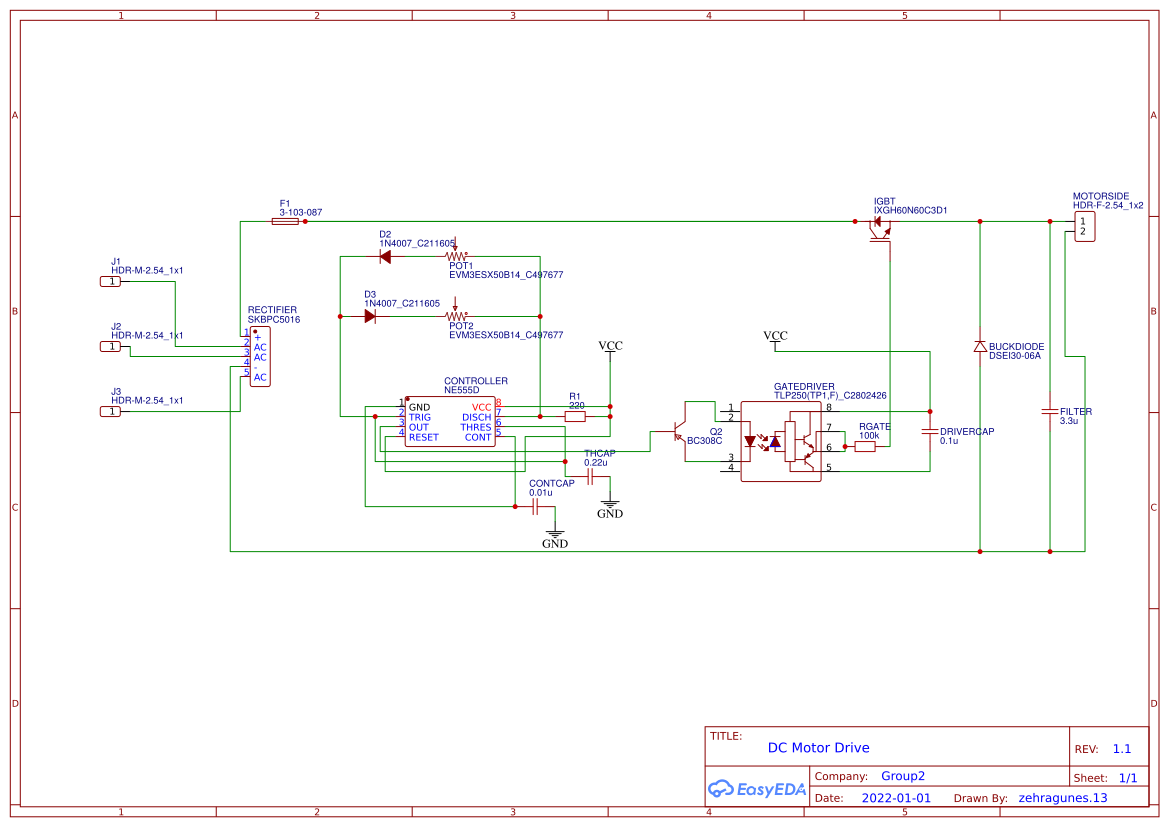 1 2 3 4 5
A A
MOTORSIDE
HDR-F-2.54_1x2
1
2
IGBT
IXGH60N60C3D1
F1
3-103-087
D2
1N4007_C211605
POT1
EVM3ESX50B14_C497677
J1
HDR-M-2.54_1x1
1
D3
1N4007_C211605
POT2
EVM3ESX50B14_C497677
B B
RECTIFIER
SKBPC5016
1 +
2 AC
3 AC
4 -
5 AC
J2
HDR-M-2.54_1x1
1
VCC
VCC
BUCKDIODE
DSEI30-06A
J3
HDR-M-2.54_1x1
1
CONTROLLER
NE555D
1 GND VCC 8
2 TRIG DISCH 7
3 OUT THRES 6
4 RESET CONT 5
R1
220
GATEDRIVER
TLP250(TP1,F)_C2802426
1 8
2 7
3 6
4 5
Q2
BC308C
RGATE
100k
DRIVERCAP
0.1u
FILTER
3.3u
THCAP
0.22u
CONTCAP
0.01u
GND
GND
C C
D D
TITLE:
DC Motor Drive
REV: 1.1
EasyEDA
Company: Group2
Sheet: 1/1
Date: 2022-01-01 Drawn By: zehragunes.13
1 2 3 4 5